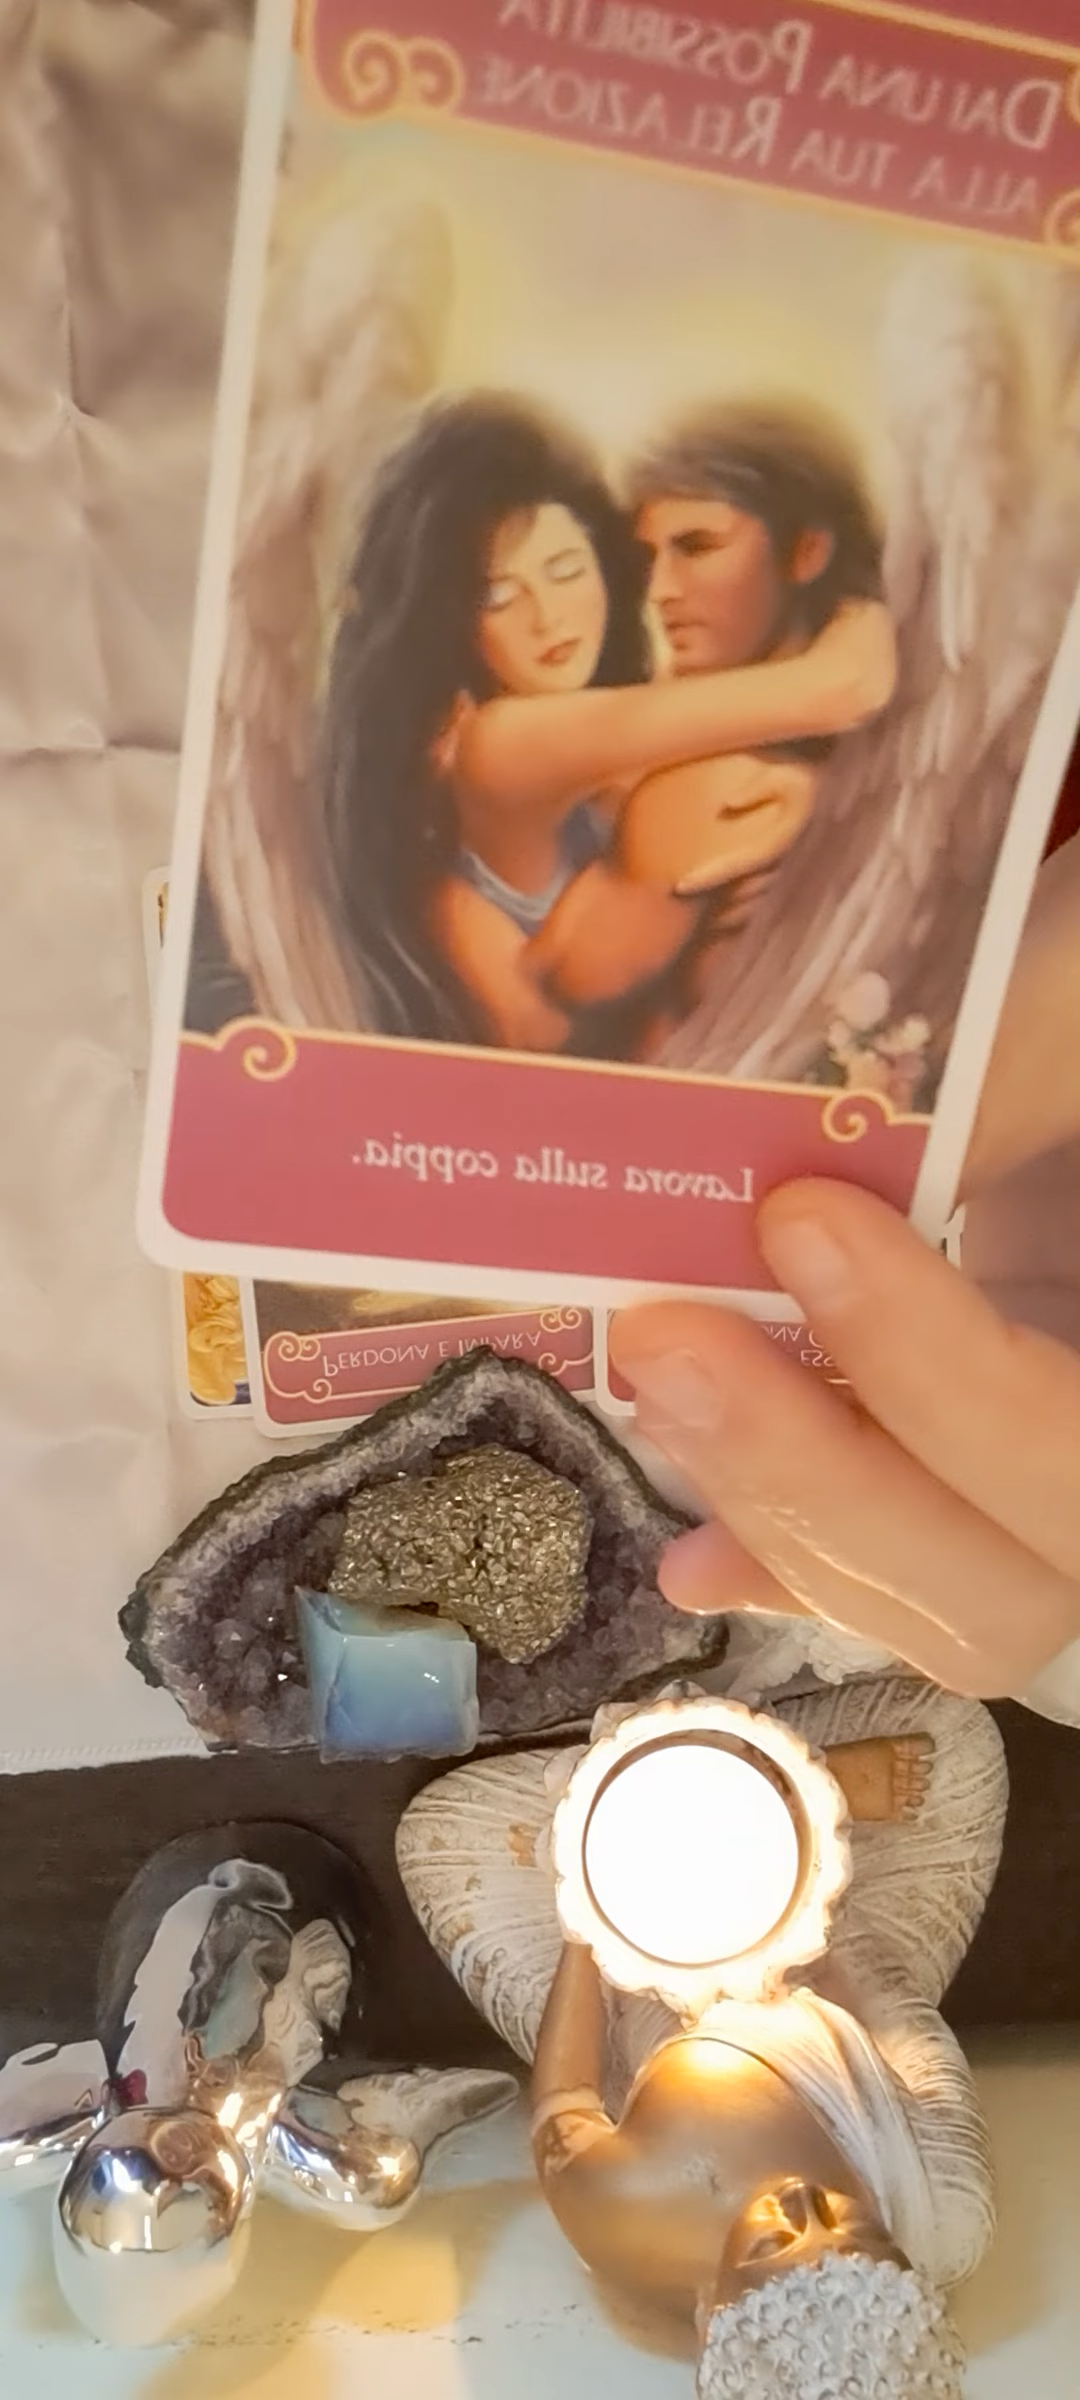 DAI UNA POSSIBILITÀ
ALLA TUA RELAZIONE
Lavora sulla coppia.
PERDONA E IMPARA